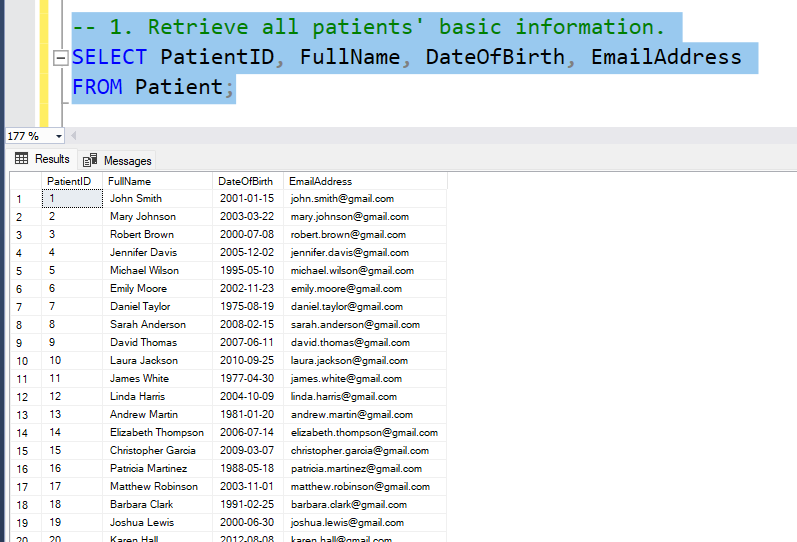 -- 1. Retrieve all patients' basic information.
SELECT PatientID, FullName, DateOfBirth, EmailAddress
FROM Patient;
177 %
Results Messages
PatientID FullName DateOfBirth EmailAddress
1 1 John Smith 2001-01-15 john.smith@gmail.com
2 2 Mary Johnson 2003-03-22 mary.johnson@gmail.com
3 3 Robert Brown 2000-07-08 robert.brown@gmail.com
4 4 Jennifer Davis 2005-12-02 jennifer.davis@gmail.com
5 5 Michael Wilson 1995-05-10 michael.wilson@gmail.com
6 6 Emily Moore 2002-11-23 emily.moore@gmail.com
7 7 Daniel Taylor 1975-08-19 daniel.taylor@gmail.com
8 8 Sarah Anderson 2008-02-15 sarah.anderson@gmail.com
9 9 David Thomas 2007-06-11 david.thomas@gmail.com
10 10 Laura Jackson 2010-09-25 laura.jackson@gmail.com
11 11 James White 1977-04-30 james.white@gmail.com
12 12 Linda Harris 2004-10-09 linda.harris@gmail.com
13 13 Andrew Martin 1981-01-20 andrew.martin@gmail.com
14 14 Elizabeth Thompson 2006-07-14 elizabeth.thompson@gmail.com
15 15 Christopher Garcia 2009-03-07 christopher.garcia@gmail.com
16 16 Patricia Martinez 1988-05-18 patricia.martinez@gmail.com
17 17 Matthew Robinson 2003-11-01 matthew.robinson@gmail.com
18 18 Barbara Clark 1991-02-25 barbara.clark@gmail.com
19 19 Joshua Lewis 2000-06-30 joshua.lewis@gmail.com
20 20 Karen Hall 2012-08-08 karen.hall@gmail.com